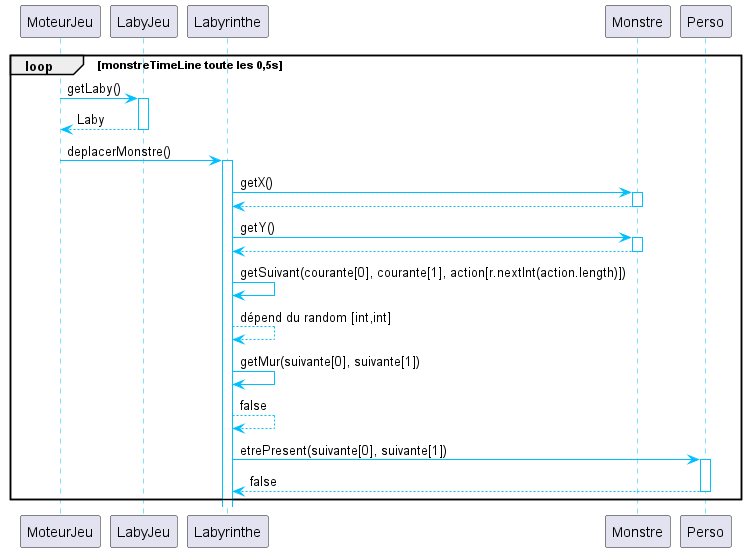 MoteurJeu LabyJeu Labyrinthe Monstre Perso
loop [monstreTimeLine toute les 0,5s]
getLaby()
Laby
deplacerMonstre()
getX()
getY()
getSuivant(courante[0], courante[1], action[r.nextInt(action.length)])
dépend du random [int,int]
getMur(suivante[0], suivante[1])
false
etrePresent(suivante[0], suivante[1])
false
MoteurJeu LabyJeu Labyrinthe Monstre Perso